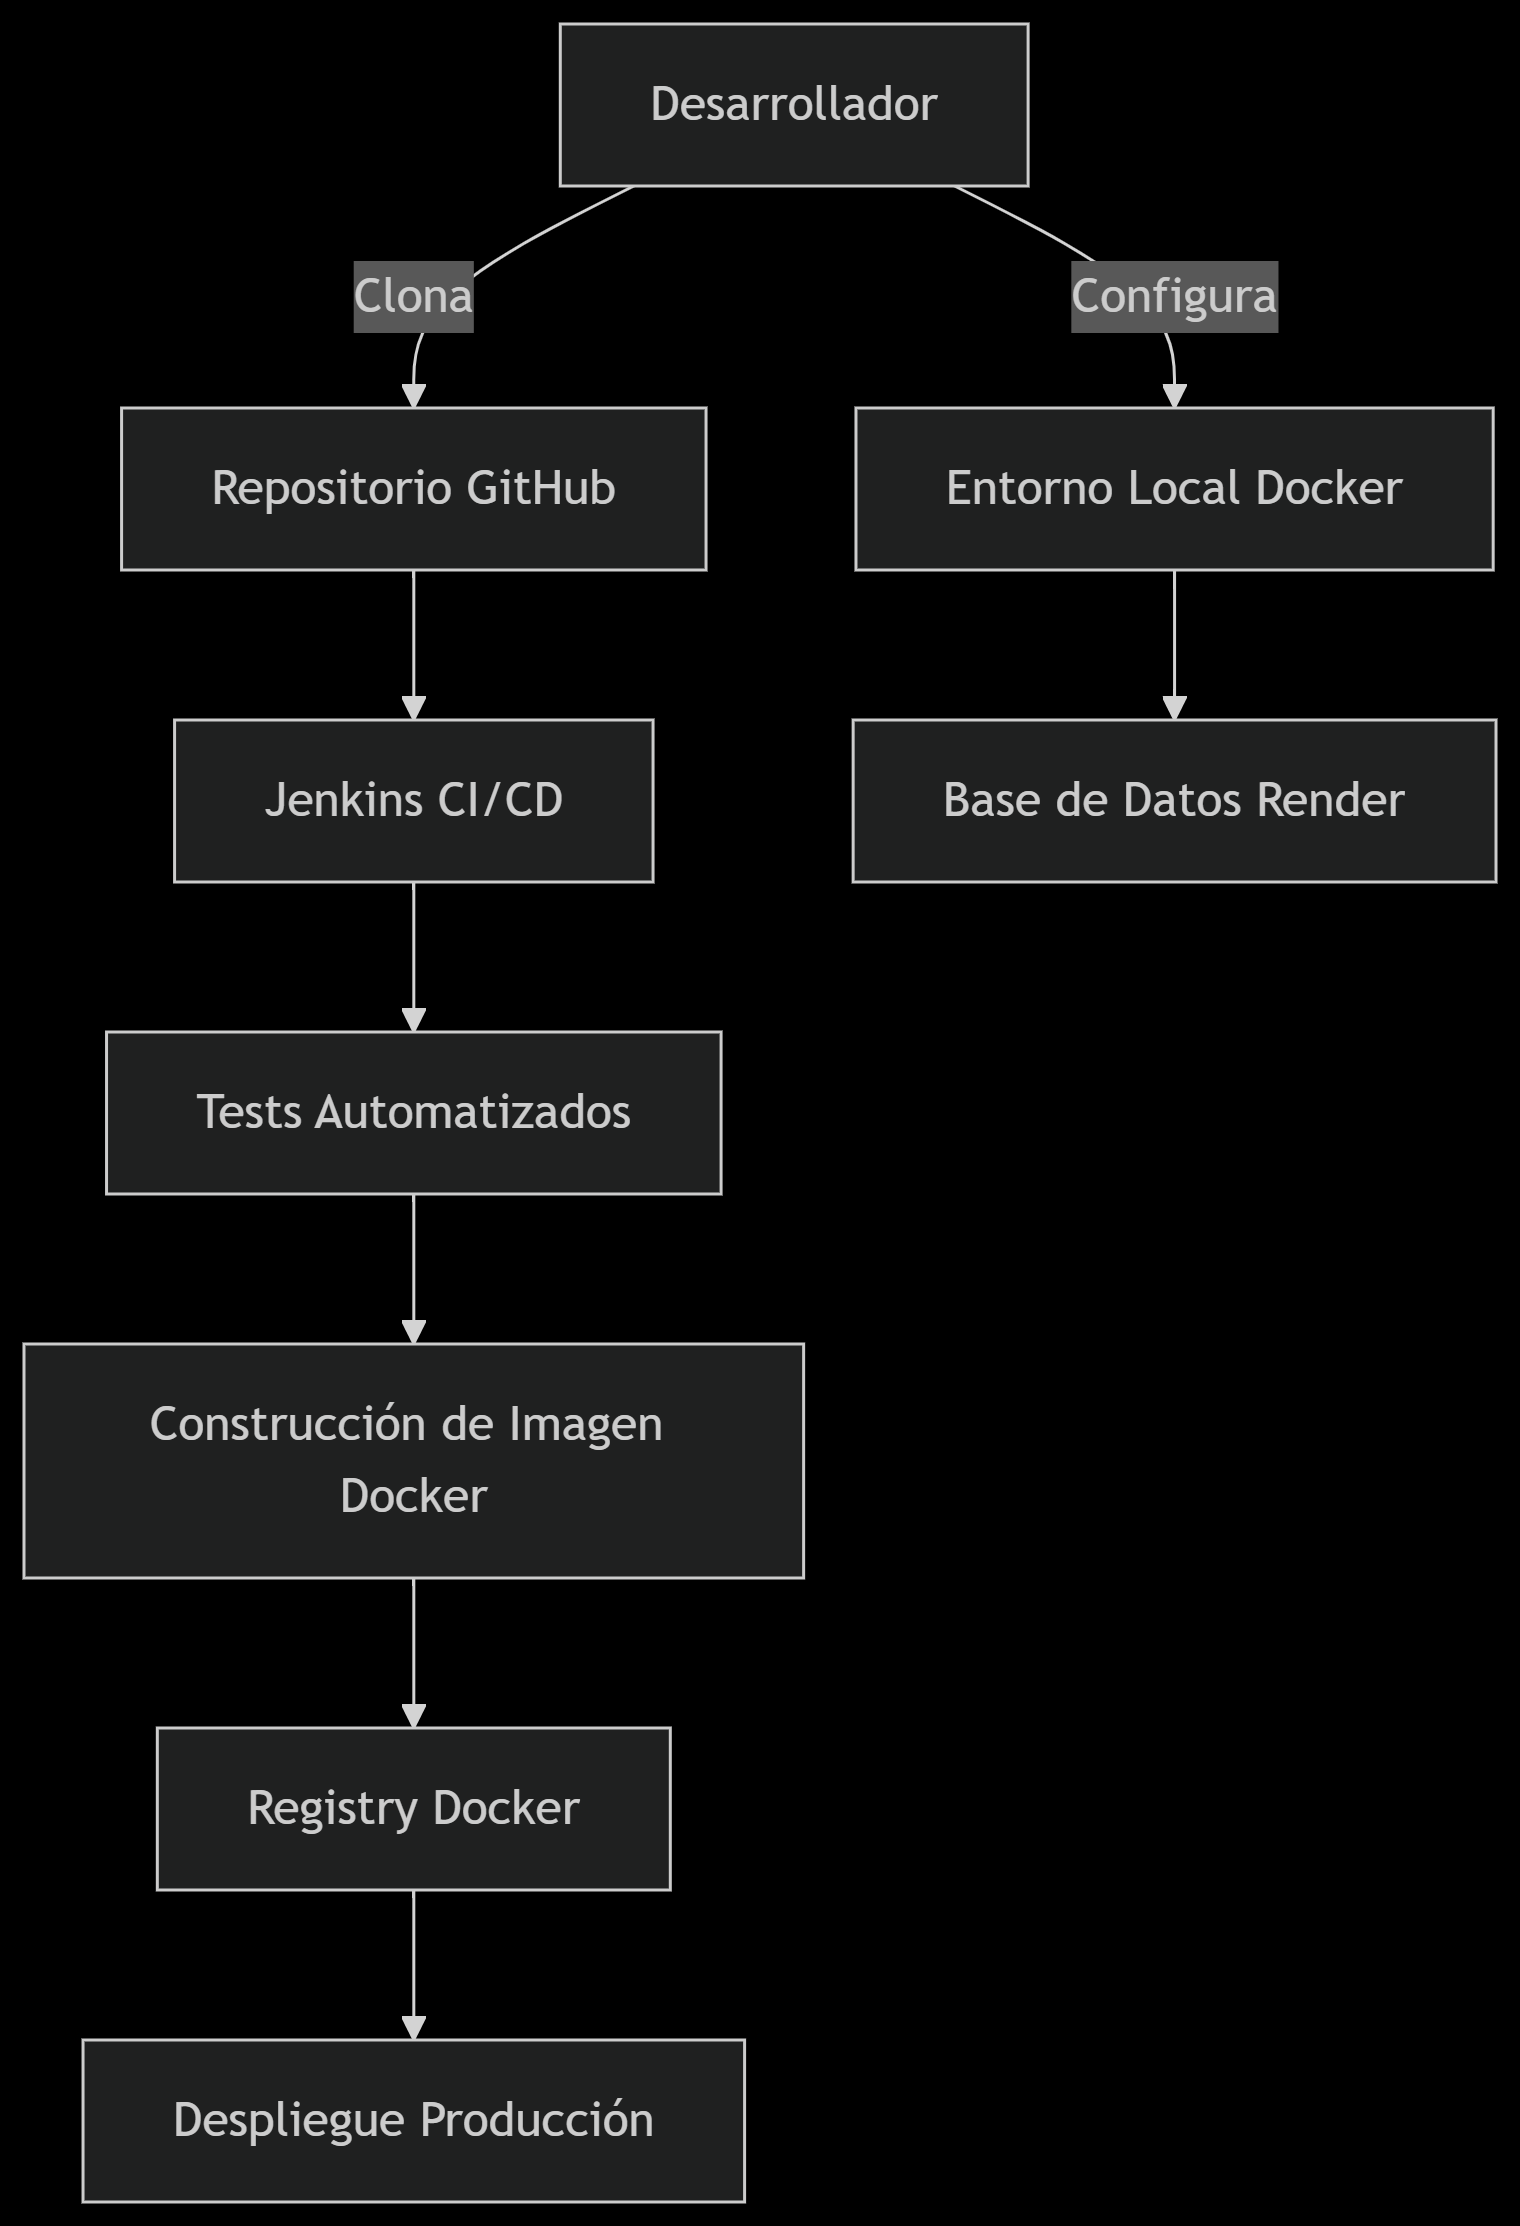 Desarrollador
Clona
Configura
Repositorio GitHub
Entorno Local Docker
Jenkins CI/CD
Base de Datos Render
Tests Automatizados
Construcción de Imagen
Docker
Registry Docker
Despliegue Producción